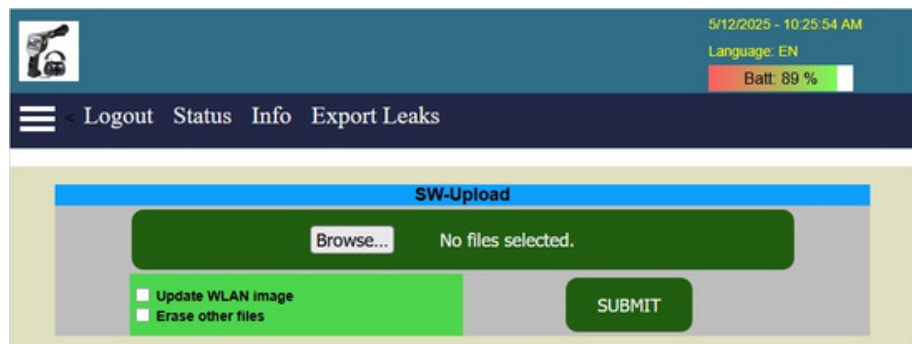 5/12/2025 - 10:25:54 AM
Language: EN
Batt: 89 %
< Logout Status Info Export Leaks
SW-Upload
Browse... No files selected.
Update WLAN image
Erase other files
SUBMIT